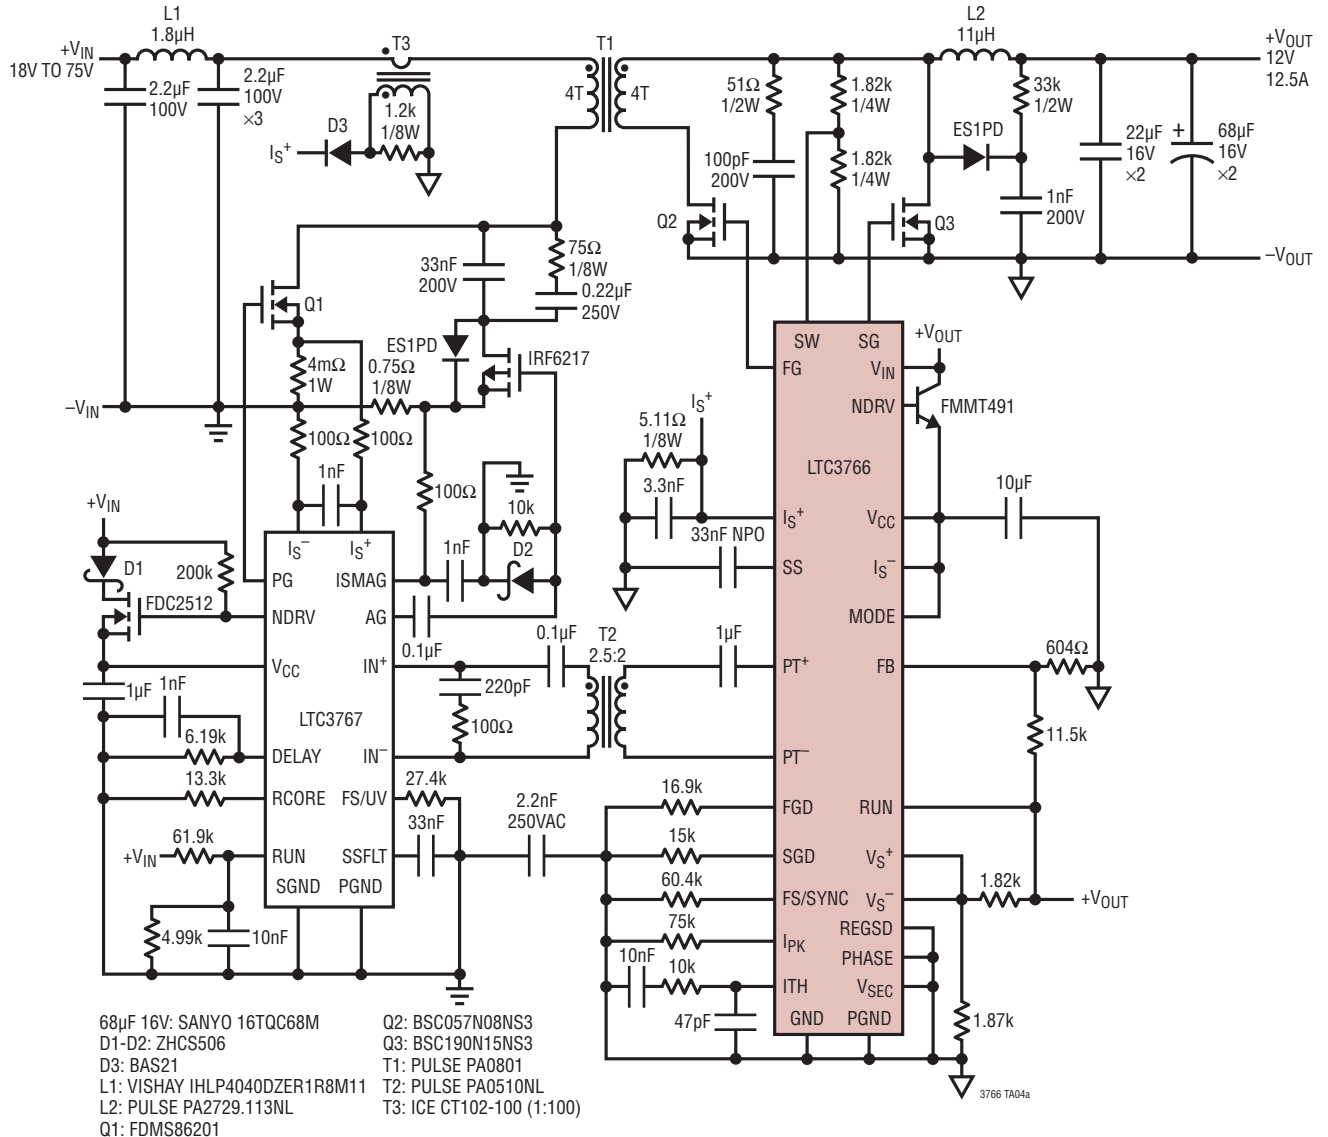 L1
1.8µH
+VIN
18V TO 75V
2.2µF
100V
2.2µF
100V
×3
T3
1.2k
1/8W
D3
IS+
T1
4T
4T
51Ω
1/2W
100pF
200V
1.82k
1/4W
1.82k
1/4W
L2
11µH
33k
1/2W
ES1PD
1nF
200V
22µF
16V
×2
+
68µF
16V
×2
+VOUT
12V
12.5A
–VOUT
Q2
Q3
Q1
33nF
200V
75Ω
1/8W
0.22µF
250V
ES1PD
IRF6217
4mΩ
1W
0.75Ω
1/8W
–VIN
100Ω
100Ω
1nF
100Ω
10k
D2
1nF
0.1µF
+VIN
D1
200k
FDC2512
1µF
1nF
6.19k
13.3k
61.9k
+VIN
4.99k
10nF
IS–
IS+
PG
ISMAG
NDRV
AG
VCC
IN+
LTC3767
DELAY
IN–
RCORE
FS/UV
RUN
SSFLT
SGND
PGND
27.4k
33nF
2.2nF
250VAC
220pF
100Ω
0.1µF
T2
2.5:2
1µF
IS+
5.11Ω
1/8W
3.3nF
33nF NPO
SW
SG
FG
VIN
NDRV
LTC3766
IS+
VCC
SS
IS–
MODE
PT+
FB
PT–
FGD
RUN
SGD
VS+
FS/SYNC
VS–
REGSD
IPK
PHASE
ITH
VSEC
GND
PGND
+VOUT
FMMT491
10µF
604Ω
11.5k
1.82k
+VOUT
1.87k
16.9k
15k
60.4k
75k
10nF
10k
47pF
3766 TA04a
68µF 16V: SANYO 16TQC68M
D1-D2: ZHCS506
D3: BAS21
L1: VISHAY IHLP4040DZER1R8M11
L2: PULSE PA2729.113NL
Q1: FDMS86201
Q2: BSC057N08NS3
Q3: BSC190N15NS3
T1: PULSE PA0801
T2: PULSE PA0510NL
T3: ICE CT102-100 (1:100)